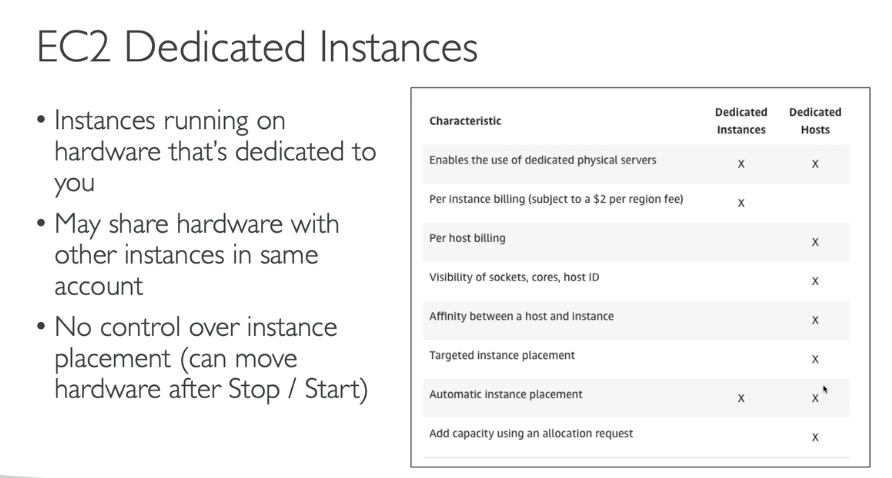 EC2 Dedicated Instances
• Instances running on
hardware that's dedicated to
you
• May share hardware with
other instances in same
account
• No control over instance
placement (can move
hardware after Stop / Start)
Characteristic Dedicated Instances Dedicated Hosts
Enables the use of dedicated physical servers X X
Per instance billing (subject to a $2 per region fee) X
Per host billing X
Visibility of sockets, cores, host ID X
Affinity between a host and instance X
Targeted instance placement X
Automatic instance placement X X
Add capacity using an allocation request X